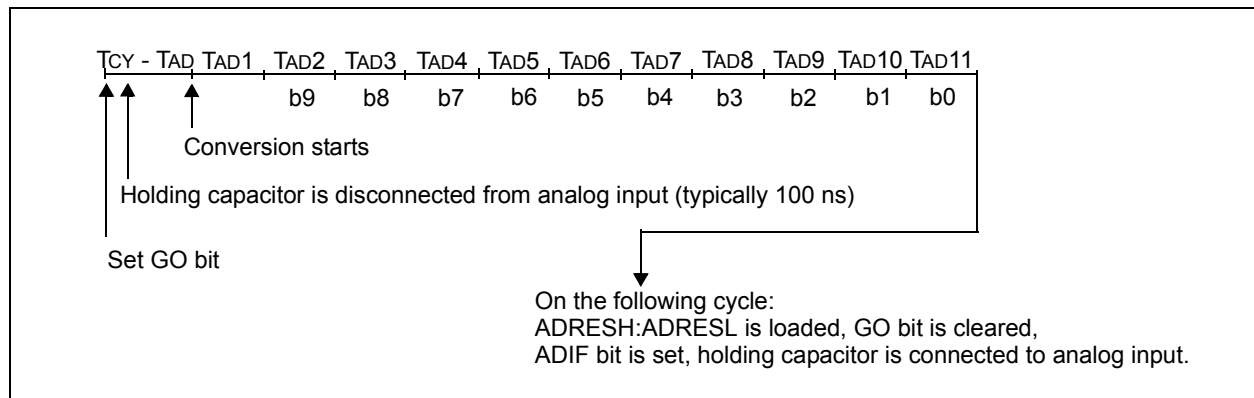 TCY - TAD TAD1 TAD2 TAD3 TAD4 TAD5 TAD6 TAD7 TAD8 TAD9 TAD10 TAD11
b9 b8 b7 b6 b5 b4 b3 b2 b1 b0
Conversion starts
Holding capacitor is disconnected from analog input (typically 100 ns)
Set GO bit
On the following cycle:
ADRESH:ADRESL is loaded, GO bit is cleared,
ADIF bit is set, holding capacitor is connected to analog input.